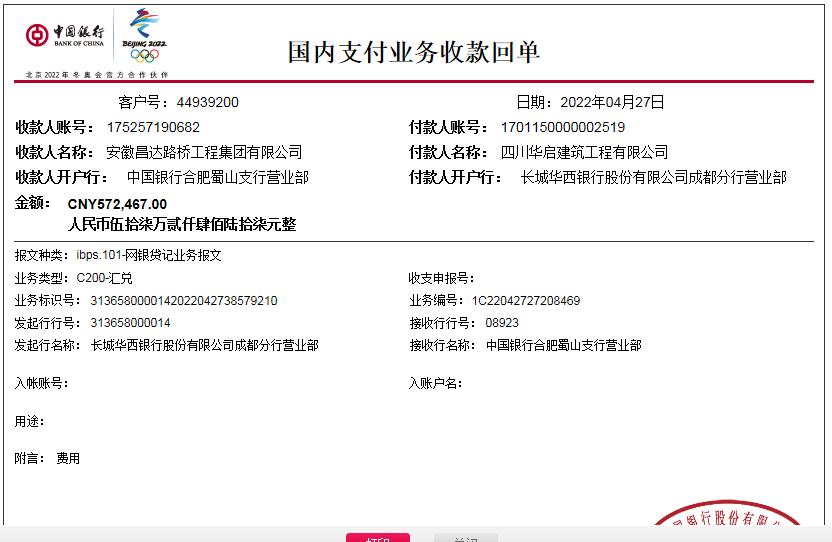 中国银行
BANK OF CHINA
BEIJING 2022
北京2022年冬奥会官方合作伙伴
国内支付业务收款回单
客户号：44939200 日期：2022年04月27日
收款人账号：175257190682 付款人账号：1701150000002519
收款人名称：安徽昌达路桥工程集团有限公司 付款人名称：四川华启建筑工程有限公司
收款人开户行：中国银行合肥蜀山支行营业部 付款人开户行：长城华西银行股份有限公司成都分行营业部
金额：CNY572,467.00
人民币伍拾柒万贰仟肆佰陆拾柒元整
报文种类：ibps.101-网银贷记业务报文
业务类型：C200-汇兑 收支申报号：
业务标识号：3136580000142022042738579210 业务编号：1C22042727208469
发起行行号：313658000014 接收行行号：08923
发起行名称：长城华西银行股份有限公司成都分行营业部 接收行名称：中国银行合肥蜀山支行营业部
入帐账号： 入账户名：
用途：
附言：费用
银行股份有限公
打印 关闭